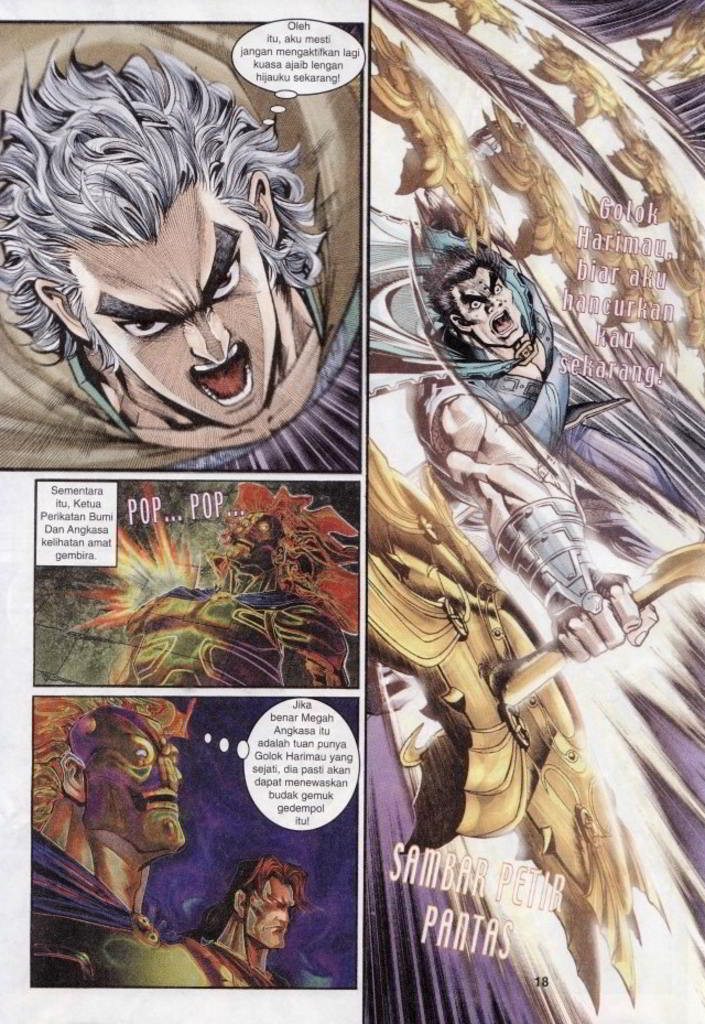 Oleh
itu, aku mesti
jangan mengaktifkan lagi
kuasa ajaib lengan
hijauku sekarang!
Sementara
itu, Ketua
Perikatan Bumi
Dan Angkasa
kelihatan amat
gembira.
POP... POP...
Jika
benar Megah
Angkasa itu
adalah tuan punya
Golok Harimau yang
sejati, dia pasti akan
dapat menewaskan
budak gemuk
gedempol
itu!
Golok
Harimau,
biar aku
hancurkan
kau
sekarang!
SAMBAR PETIR
PANTAS
18